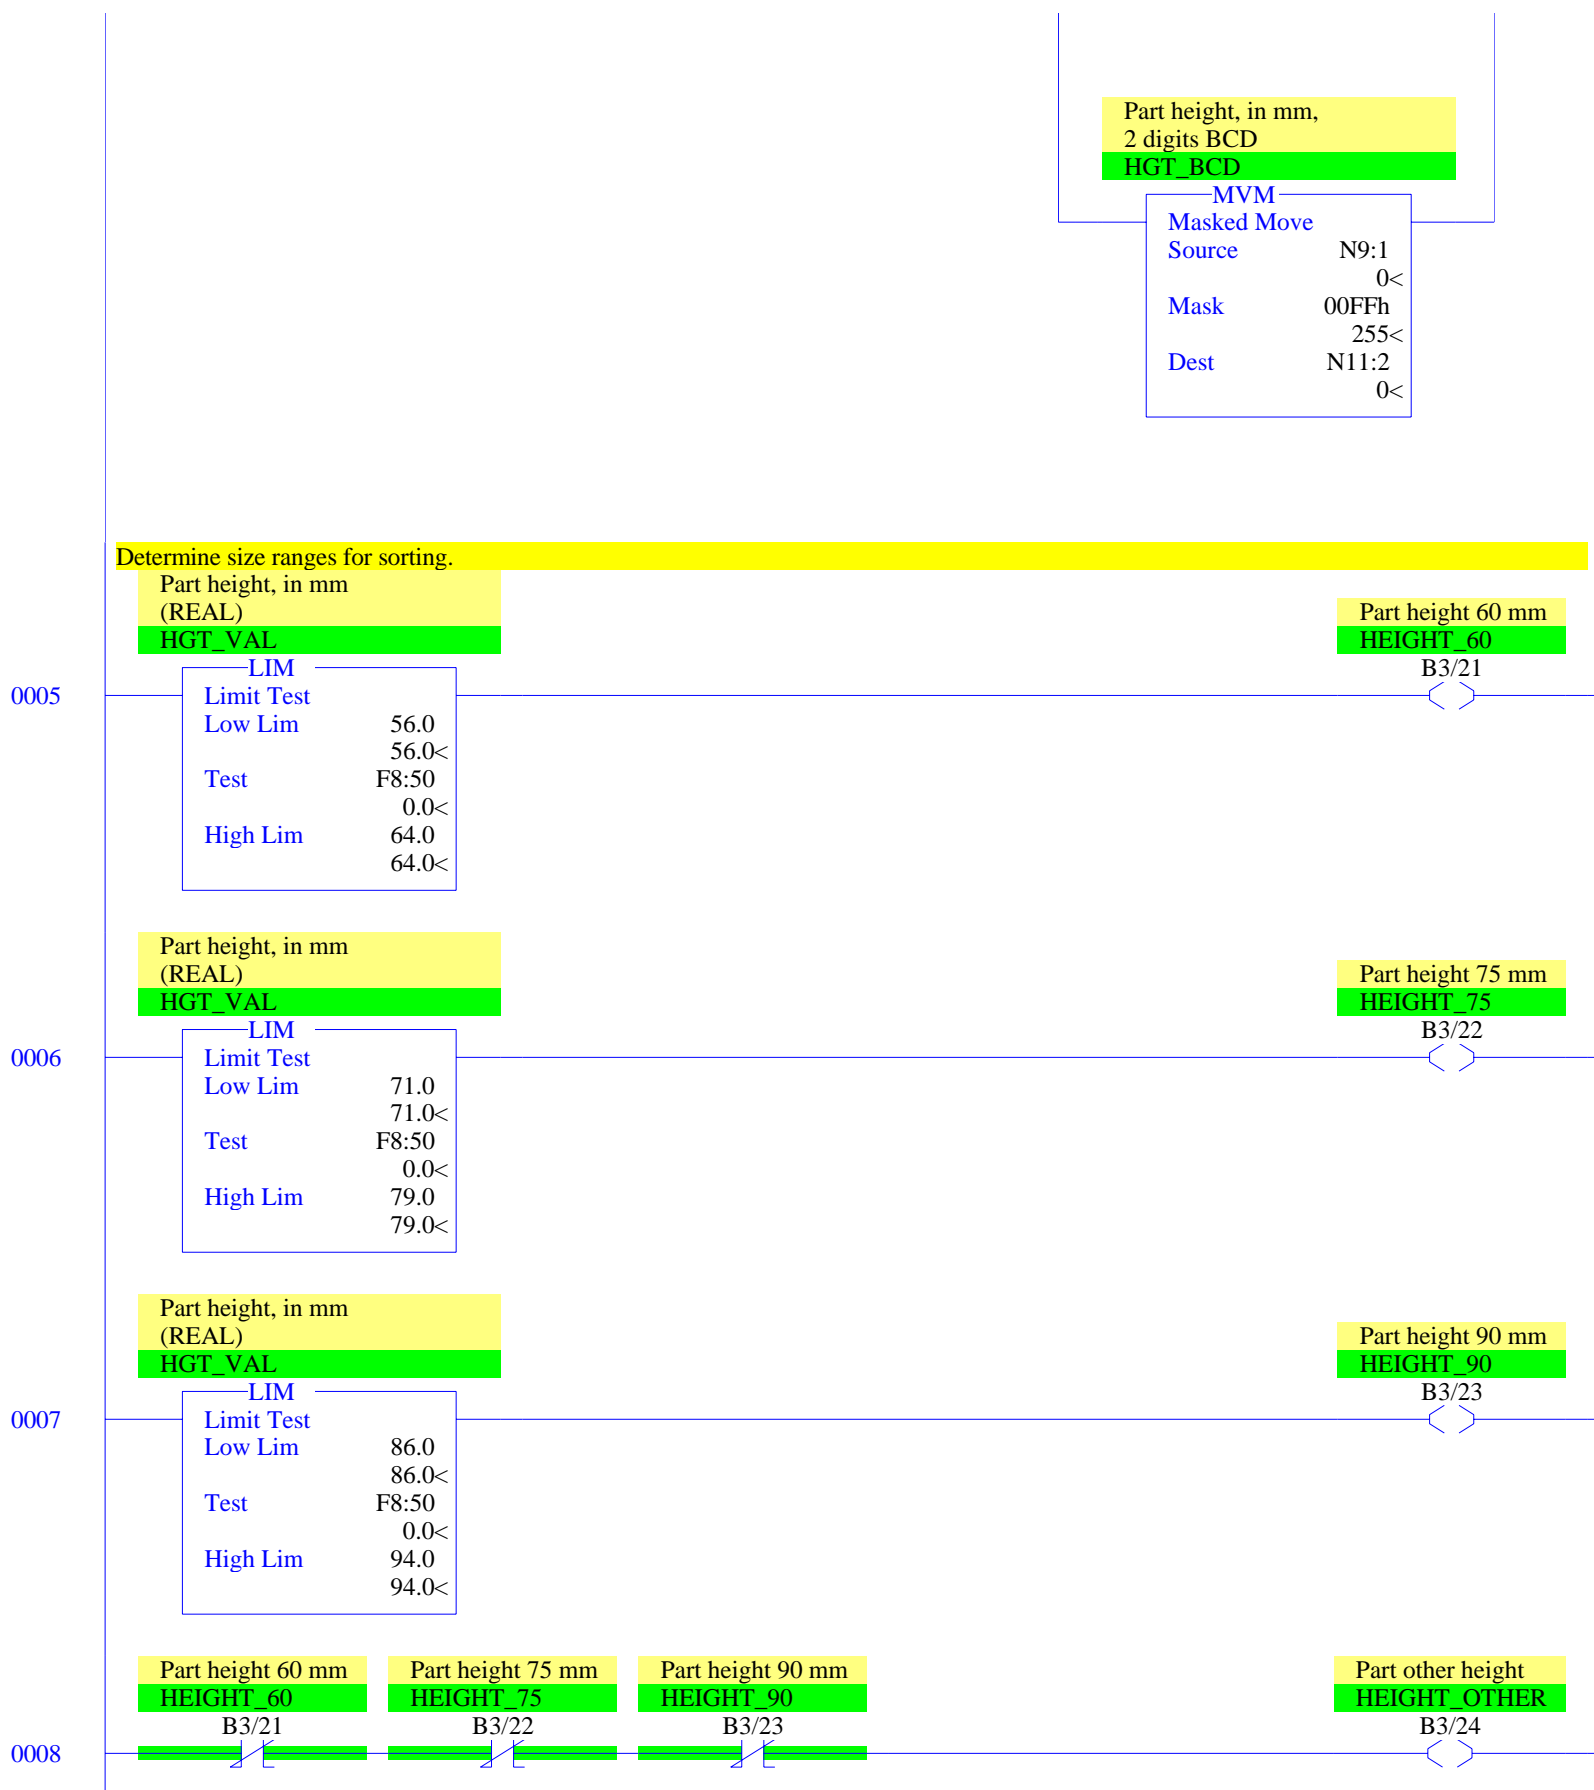 Part height, in mm,
2 digits BCD
HGT_BCD
MVM
Masked Move
Source N9:1
0<
Mask 00FFh
255<
Dest N11:2
0<
Determine size ranges for sorting.
Part height, in mm
(REAL)
HGT_VAL
Part height 60 mm
HEIGHT_60
B3/21
0005
LIM
Limit Test
Low Lim 56.0
56.0<
Test F8:50
0.0<
High Lim 64.0
64.0<
Part height, in mm
(REAL)
HGT_VAL
Part height 75 mm
HEIGHT_75
B3/22
0006
LIM
Limit Test
Low Lim 71.0
71.0<
Test F8:50
0.0<
High Lim 79.0
79.0<
Part height, in mm
(REAL)
HGT_VAL
Part height 90 mm
HEIGHT_90
B3/23
0007
LIM
Limit Test
Low Lim 86.0
86.0<
Test F8:50
0.0<
High Lim 94.0
94.0<
Part height 60 mm Part height 75 mm Part height 90 mm Part other height
HEIGHT_60 HEIGHT_75 HEIGHT_90 HEIGHT_OTHER
B3/21 B3/22 B3/23 B3/24
0008